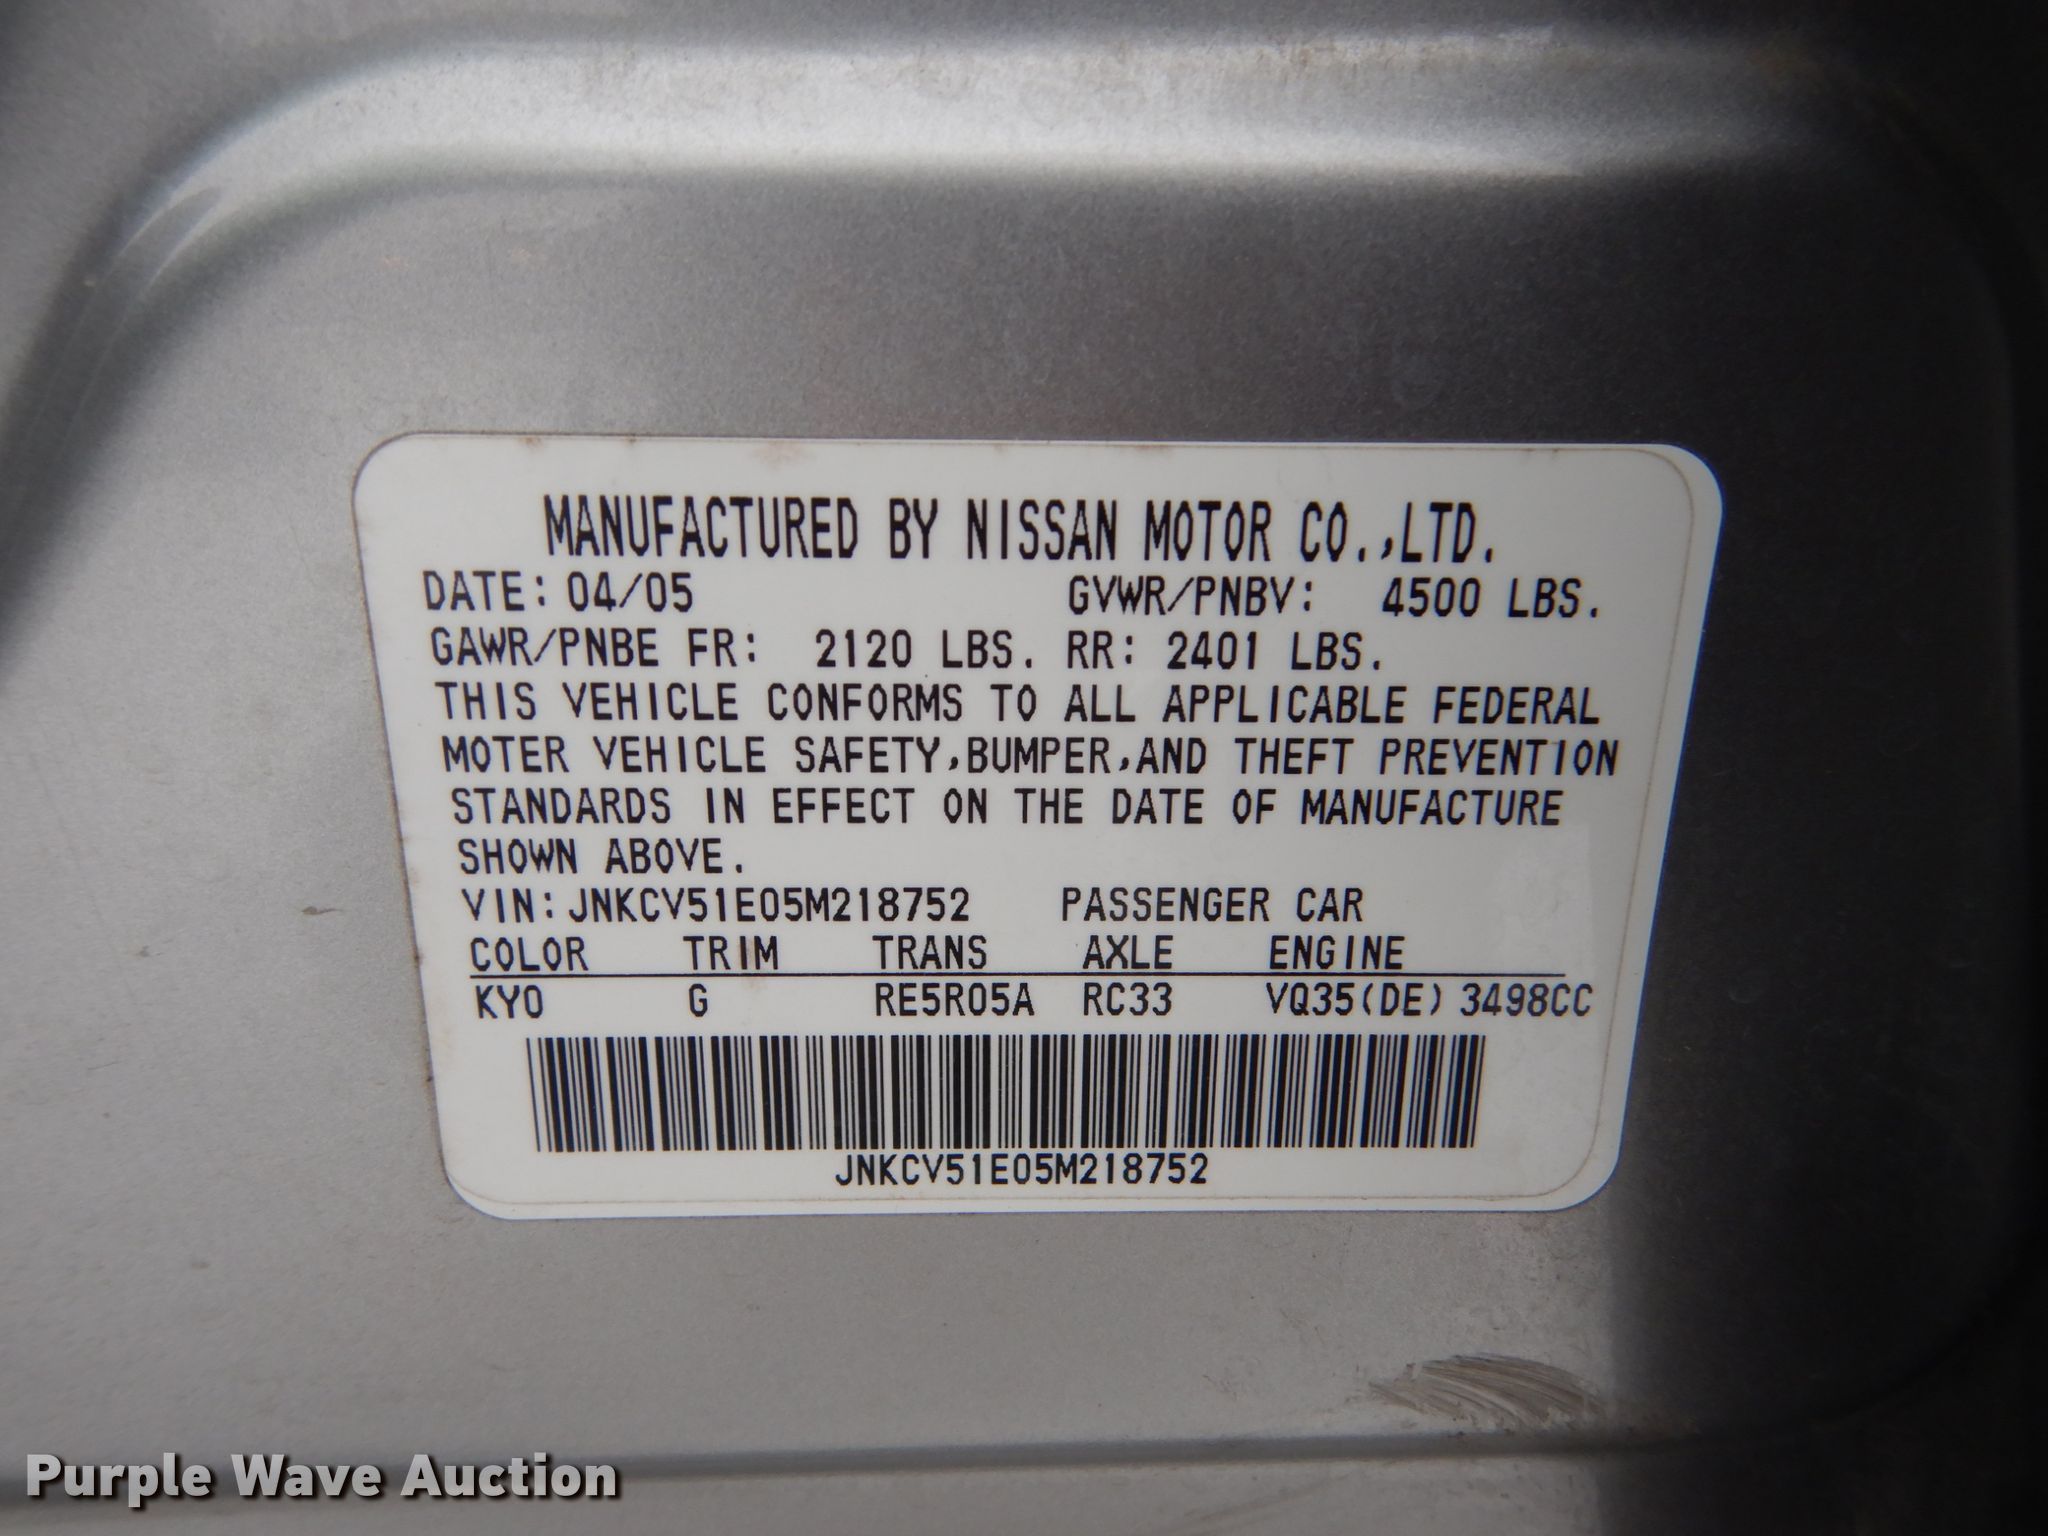 MANUFACTURED BY NISSAN MOTOR CO.,LTD.
DATE: 04/05 GVWR/PNBV: 4500 LBS.
GAWR/PNBE FR: 2120 LBS. RR: 2401 LBS.
THIS VEHICLE CONFORMS TO ALL APPLICABLE FEDERAL
MOTER VEHICLE SAFETY,BUMPER,AND THEFT PREVENTION
STANDARDS IN EFFECT ON THE DATE OF MANUFACTURE
SHOWN ABOVE.
VIN:JNKCV51E05M218752 PASSENGER CAR
COLOR TRIM TRANS AXLE ENGINE
KY0 G RE5R05A RC33 VQ35(DE) 3498CC
JNKCV51E05M218752
Purple Wave Auction